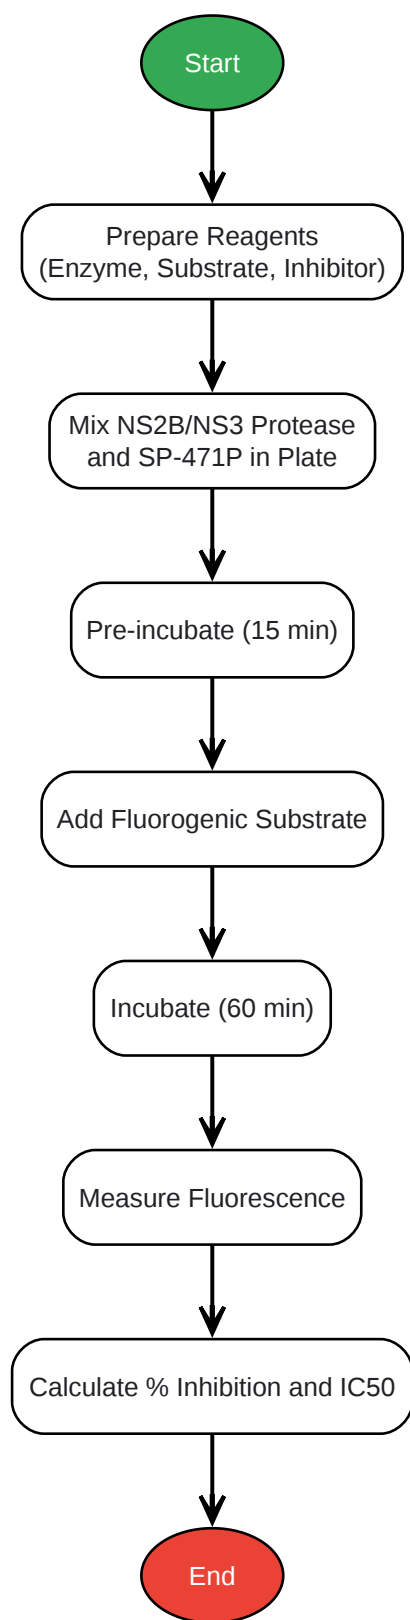 Start
Prepare Reagents
(Enzyme, Substrate, Inhibitor)
Mix NS2B/NS3 Protease
and SP-471P in Plate
Pre-incubate (15 min)
Add Fluorogenic Substrate
Incubate (60 min)
Measure Fluorescence
Calculate % Inhibition and IC50
End